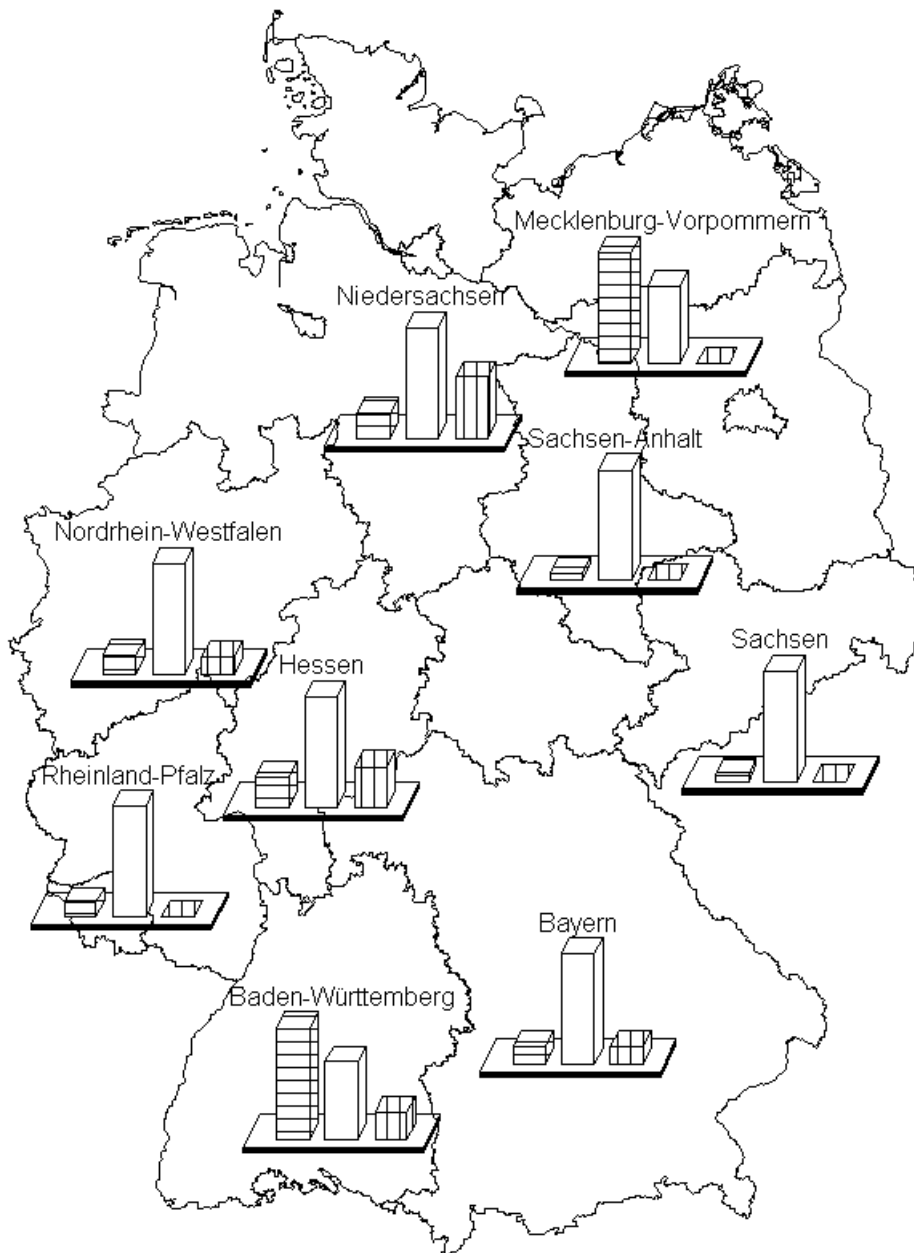 Mecklenburg-Vorpommern
Niedersachsen
Sachsen-Anhalt
Nordrhein-Westfalen
Sachsen
Hessen
Rheinland-Pfalz
Bayern
Baden-Württemberg